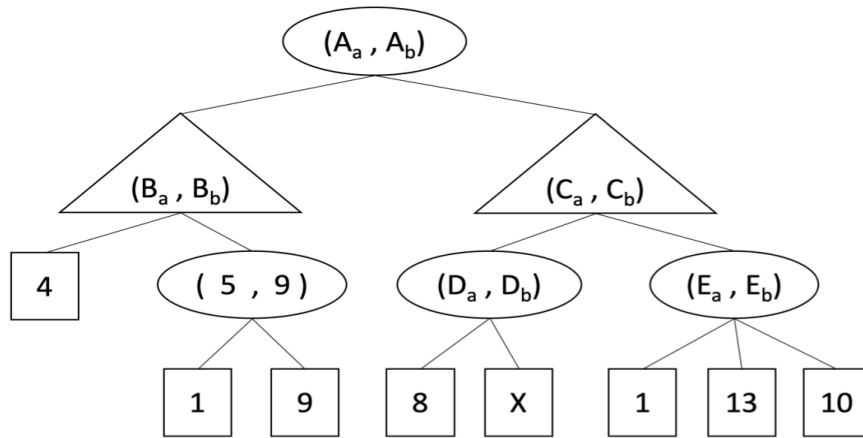 (Aa , Ab)
(Ba , Bb)
(Ca , Cb)
4
( 5 , 9 )
(Da , Db)
(Ea , Eb)
1
9
8
X
1
13
10